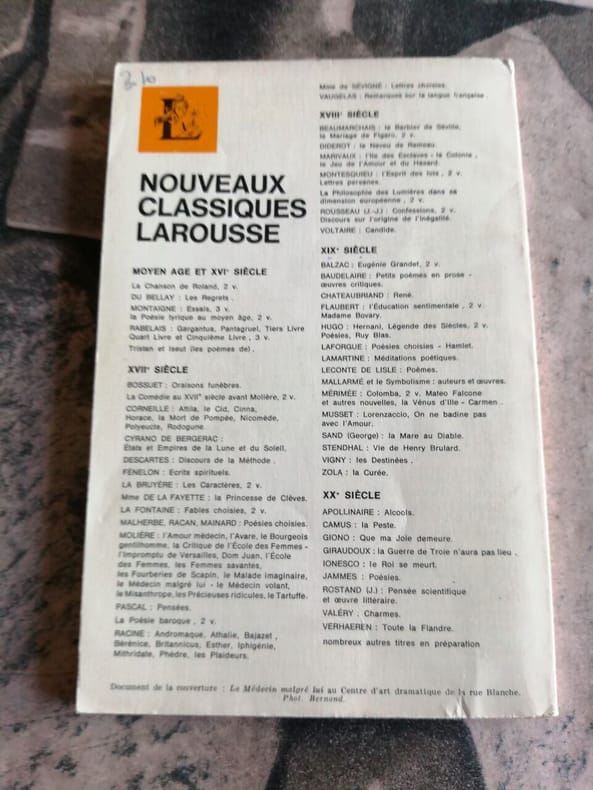 L
NOUVEAUX
CLASSIQUES
LAROUSSE
MOYEN AGE ET XVIᵉ SIÈCLE
La Chanson de Roland, 2 v.
DU BELLAY : Les Regrets .
MONTAIGNE : Essais, 3 v.
la Poésie lyrique au moyen âge, 2 v.
RABELAIS : Gargantua, Pantagruel, Tiers Livre
Quart Livre et Cinquième Livre , 3 v.
Tristan et Iseut (les poèmes de) .
XVIIᵉ SIÈCLE
BOSSUET : Oraisons funèbres.
La Comédie au XVIIᵉ siècle avant Molière, 2 v.
CORNEILLE : Attila, le Cid, Cinna,
Horace, la Mort de Pompée, Nicomède,
Polyeucte, Rodogune.
CYRANO DE BERGERAC :
États et Empires de la Lune et du Soleil.
DESCARTES : Discours de la Méthode .
FÉNELON : Ecrits spirituels.
LA BRUYÈRE : Les Caractères, 2 v.
Mme DE LA FAYETTE : la Princesse de Clèves.
LA FONTAINE : Fables choisies, 2 v.
MALHERBE, RACAN, MAINARD : Poésies choisies.
MOLIÈRE : l'Amour médecin, l'Avare, le Bourgeois
gentilhomme, la Critique de l'École des Femmes -
l'Impromptu de Versailles, Dom Juan, l'École
des Femmes, les Femmes savantes,
les Fourberies de Scapin, le Malade imaginaire,
le Médecin malgré lui - le Médecin volant,
le Misanthrope, les Précieuses ridicules, le Tartuffe.
PASCAL : Pensées.
La Poésie baroque , 2 v.
RACINE : Andromaque, Athalie, Bajazet ,
Bérénice, Britannicus, Esther, Iphigénie,
Mithridate, Phèdre, les Plaideurs.
Mme de SÉVIGNÉ : Lettres choisies.
VAUGELAS : Remarques sur la langue française .
XVIIIᵉ SIÈCLE
BEAUMARCHAIS : le Barbier de Séville,
le Mariage de Figaro, 2 v.
DIDEROT : le Neveu de Rameau.
MARIVAUX : l'Ile des Esclaves - la Colonie ,
le Jeu de l'Amour et du Hasard.
MONTESQUIEU : l'Esprit des lois , 2 v.
Lettres persanes.
La Philosophie des Lumières dans sa
dimension européenne , 2 v.
ROUSSEAU (J.-J.) : Confessions, 2 v.
Discours sur l'origine de l'inégalité.
VOLTAIRE : Candide.
XIXᵉ SIÈCLE
BALZAC : Eugénie Grandet, 2 v.
BAUDELAIRE : Petits poèmes en prose -
œuvres critiques.
CHATEAUBRIAND : René.
FLAUBERT : l'Éducation sentimentale , 2 v.
Madame Bovary.
HUGO : Hernani, Légende des Siècles, 2 v.
Poésies, Ruy Blas.
LAFORGUE : Poésies choisies - Hamlet.
LAMARTINE : Méditations poétiques.
LECONTE DE LISLE : Poèmes.
MALLARMÉ et le Symbolisme : auteurs et œuvres.
MÉRIMÉE : Colomba, 2 v. Mateo Falcone
et autres nouvelles, la Vénus d'Ille - Carmen .
MUSSET : Lorenzaccio, On ne badine pas
avec l'Amour.
SAND (George) : la Mare au Diable.
STENDHAL : Vie de Henry Brulard.
VIGNY : les Destinées .
ZOLA : la Curée.
XXᵉ SIÈCLE
APOLLINAIRE : Alcools.
CAMUS : la Peste.
GIONO : Que ma Joie demeure.
GIRAUDOUX : la Guerre de Troie n'aura pas lieu .
IONESCO : le Roi se meurt.
JAMMES : Poésies.
ROSTAND (J.) : Pensée scientifique
et œuvre littéraire.
VALÉRY : Charmes.
VERHAEREN : Toute la Flandre.
nombreux autres titres en préparation
Document de la couverture : Le Médecin malgré lui au Centre d'art dramatique de la rue Blanche.
Phot. Bernand.